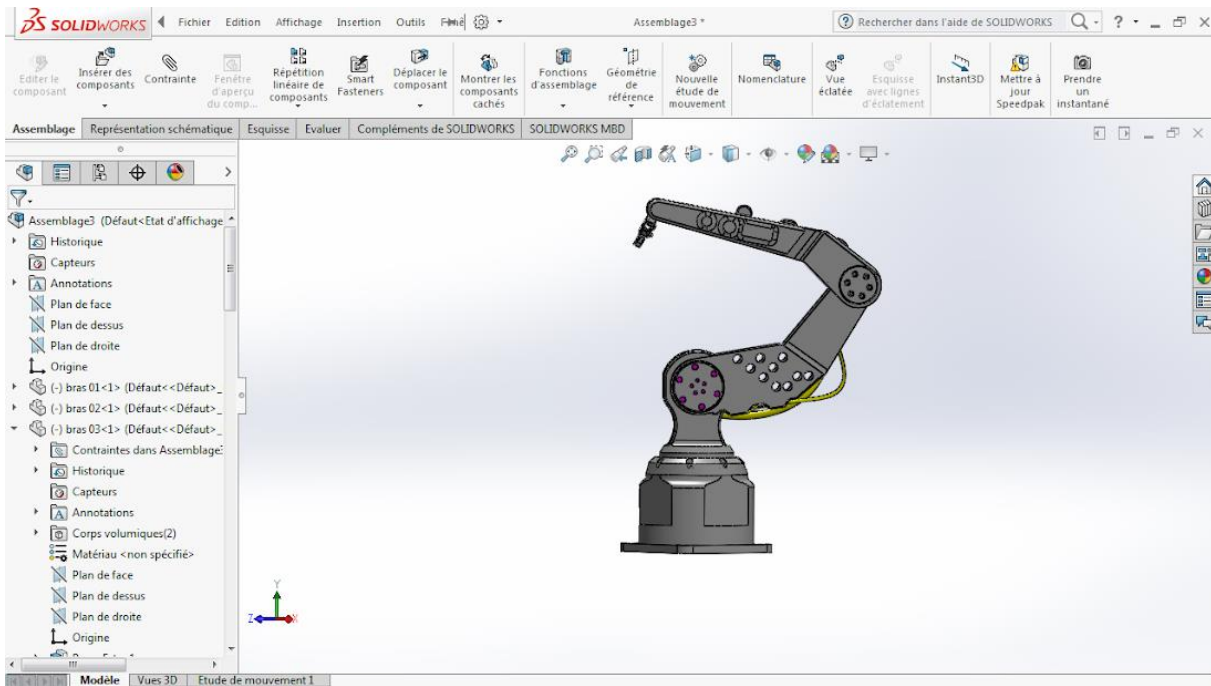 SOLIDWORKS
Fichier Edition Affichage Insertion Outils
Assemblage3 *
Rechercher dans l'aide de SOLIDWORKS
Editer le composant
Insérer des composants
Contrainte
Fenêtre d'aperçu du comp...
Répétition linéaire de composants
Smart Fasteners
Déplacer le composant
Montrer les composants cachés
Fonctions d'assemblage
Géométrie de référence
Nouvelle étude de mouvement
Nomenclature
Vue éclatée
Esquisse avec lignes d'éclatement
Instant3D
Mettre à jour Speedpak
Prendre un instantané
Assemblage Représentation schématique Esquisse Evaluer Compléments de SOLIDWORKS SOLIDWORKS MBD
Assemblage3 (Défaut<Etat d'affichage
Historique
Capteurs
Annotations
Plan de face
Plan de dessus
Plan de droite
Origine
(-) bras 01<1> (Défaut<<Défaut>_
(-) bras 02<1> (Défaut<<Défaut>_
(-) bras 03<1> (Défaut<<Défaut>_
Contraintes dans Assemblage
Historique
Capteurs
Annotations
Corps volumiques(2)
Matériau <non spécifié>
Plan de face
Plan de dessus
Plan de droite
Origine
Y
Z X
Modèle Vues 3D Etude de mouvement 1